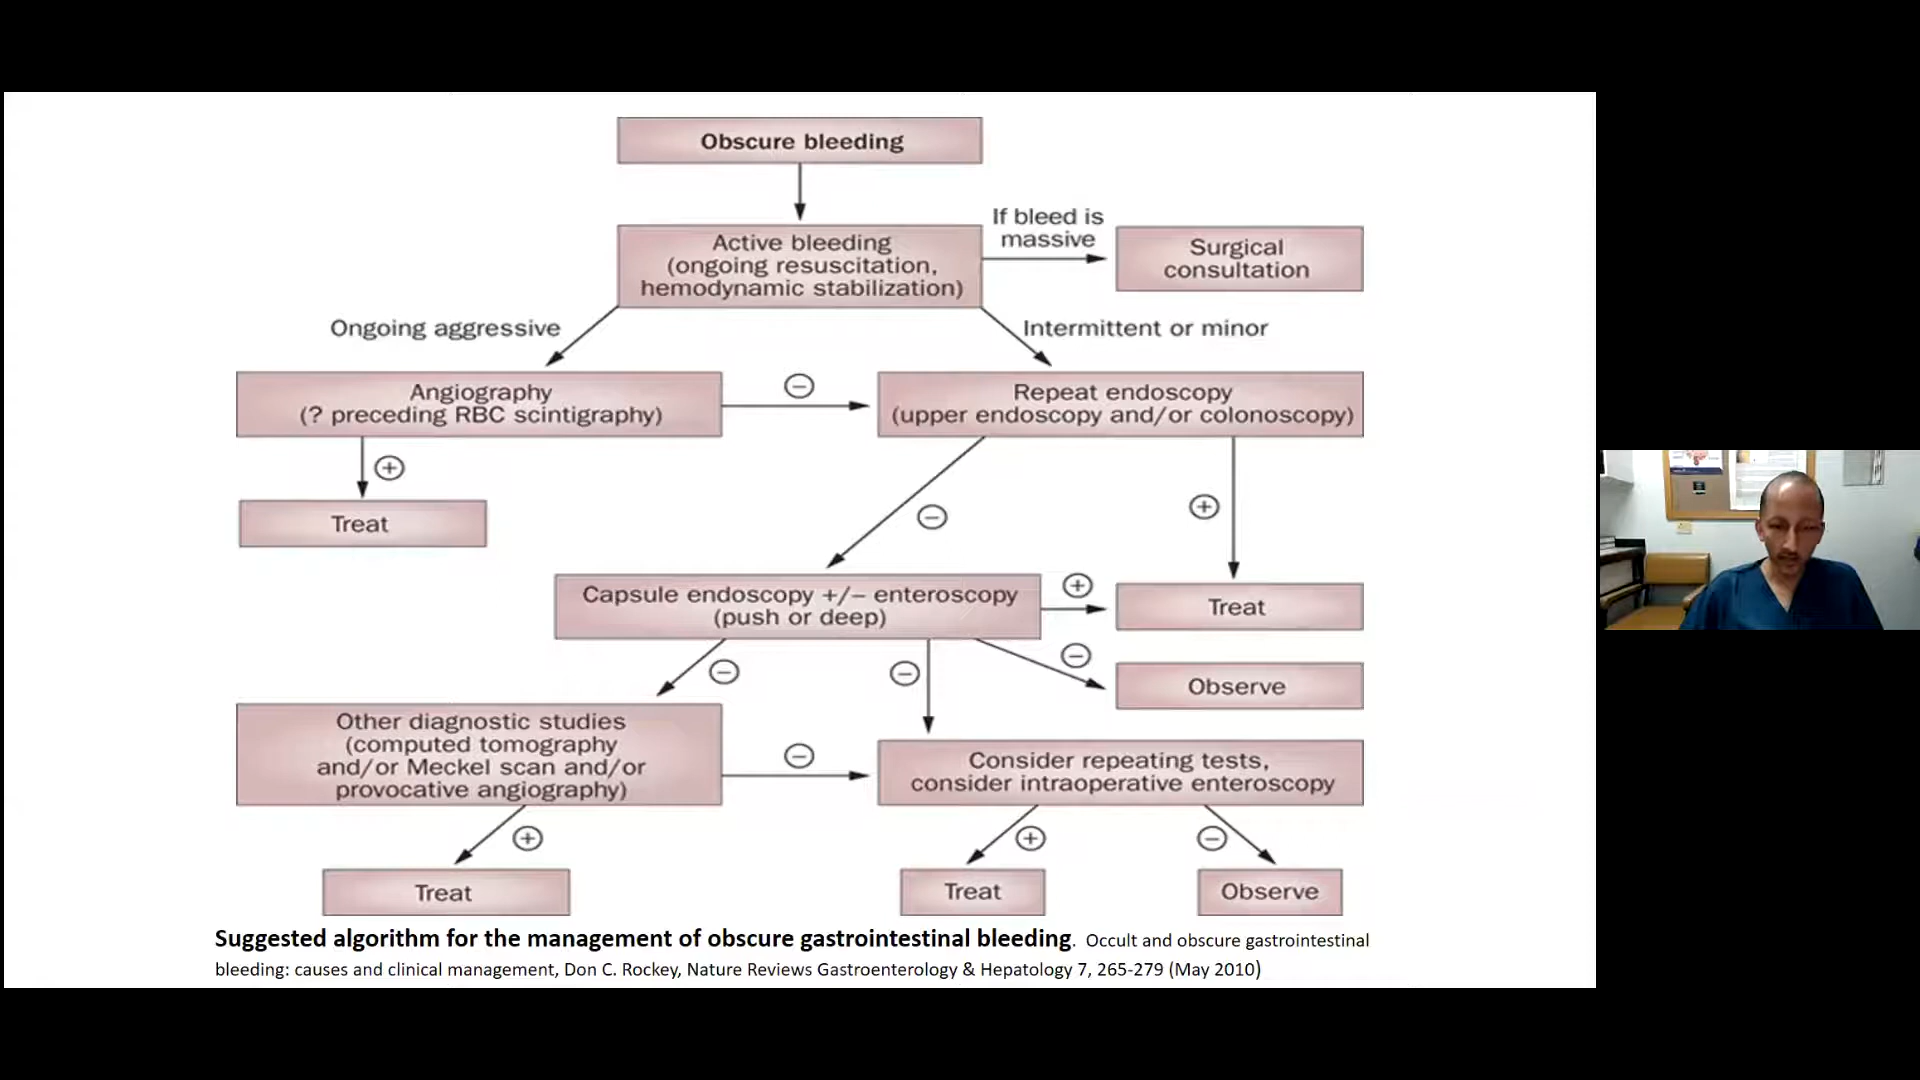 Obscure bleeding
Active bleeding
(ongoing resuscitation,
hemodynamic stabilization)
If bleed is
massive
Surgical
consultation
Ongoing aggressive
Intermittent or minor
Angiography
(? preceding RBC scintigraphy)
−
Repeat endoscopy
(upper endoscopy and/or colonoscopy)
+
Treat
−
+
Capsule endoscopy +/− enteroscopy
(push or deep)
+
Treat
−
−
−
Observe
Other diagnostic studies
(computed tomography
and/or Meckel scan and/or
provocative angiography)
−
Consider repeating tests,
consider intraoperative enteroscopy
+
+
−
Treat
Treat
Observe
Suggested algorithm for the management of obscure gastrointestinal bleeding. Occult and obscure gastrointestinal
bleeding: causes and clinical management, Don C. Rockey, Nature Reviews Gastroenterology & Hepatology 7, 265-279 (May 2010)